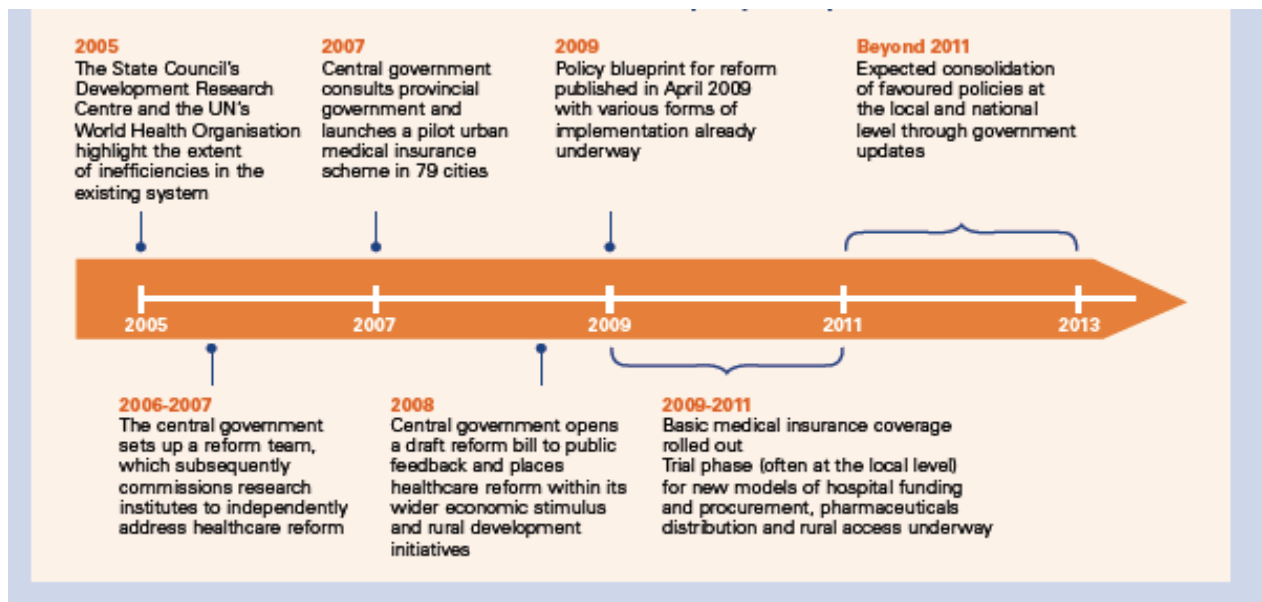 2005
The State Council's
Development Research
Centre and the UN's
World Health Organisation
highlight the extent
of inefficiencies in the
existing system
2007
Central government
consults provincial
government and
launches a pilot urban
medical insurance
scheme in 79 cities
2009
Policy blueprint for reform
published in April 2009
with various forms of
implementation already
underway
Beyond 2011
Expected consolidation
of favoured policies at
the local and national
level through government
updates
2005
2007
2009
2011
2013
2006-2007
The central government
sets up a reform team,
which subsequently
commissions research
institutes to independently
address healthcare reform
2008
Central government opens
a draft reform bill to public
feedback and places
healthcare reform within its
wider economic stimulus
and rural development
initiatives
2009-2011
Basic medical insurance coverage
rolled out
Trial phase (often at the local level)
for new models of hospital funding
and procurement, pharmaceuticals
distribution and rural access underway